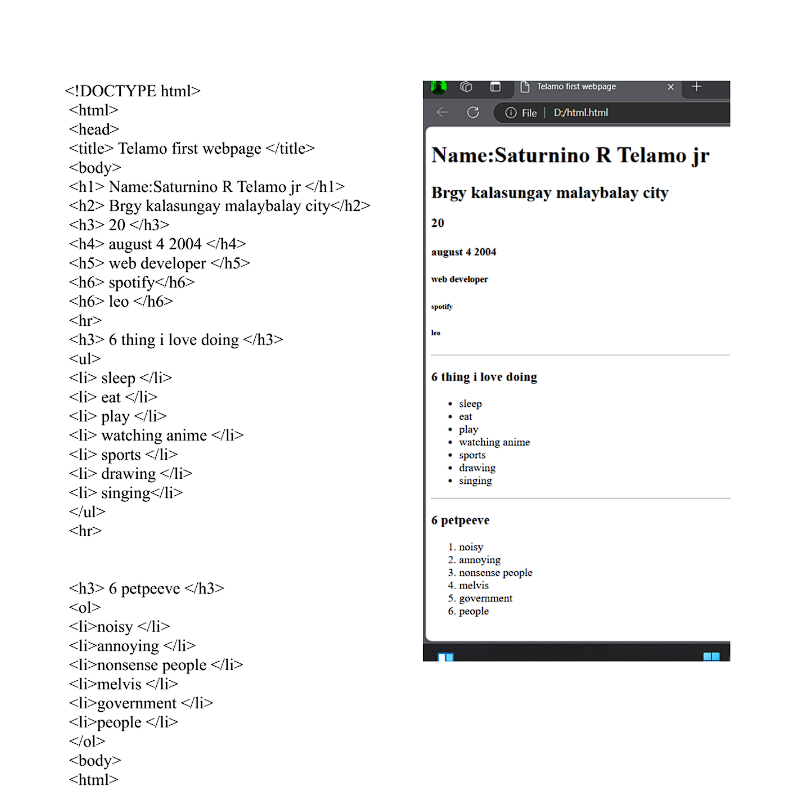 <!DOCTYPE html>
<html>
<head>
<title> Telamo first webpage </title>
<body>
<h1> Name:Saturnino R Telamo jr </h1>
<h2> Brgy kalasungay malaybalay city</h2>
<h3> 20 </h3>
<h4> august 4 2004 </h4>
<h5> web developer </h5>
<h6> spotify</h6>
<h6> leo </h6>
<hr>
<h3> 6 thing i love doing </h3>
<ul>
<li> sleep </li>
<li> eat </li>
<li> play </li>
<li> watching anime </li>
<li> sports </li>
<li> drawing </li>
<li> singing</li>
</ul>
<hr>
<h3> 6 petpeeve </h3>
<ol>
<li>noisy </li>
<li>annoying </li>
<li>nonsense people </li>
<li>melvis </li>
<li>government </li>
<li>people </li>
</ol>
<body>
<html>
Telamo first webpage
File | D:/html.html
Name:Saturnino R Telamo jr
Brgy kalasungay malaybalay city
20
august 4 2004
web developer
spotify
leo
6 thing i love doing
• sleep
• eat
• play
• watching anime
• sports
• drawing
• singing
6 petpeeve
1. noisy
2. annoying
3. nonsense people
4. melvis
5. government
6. people